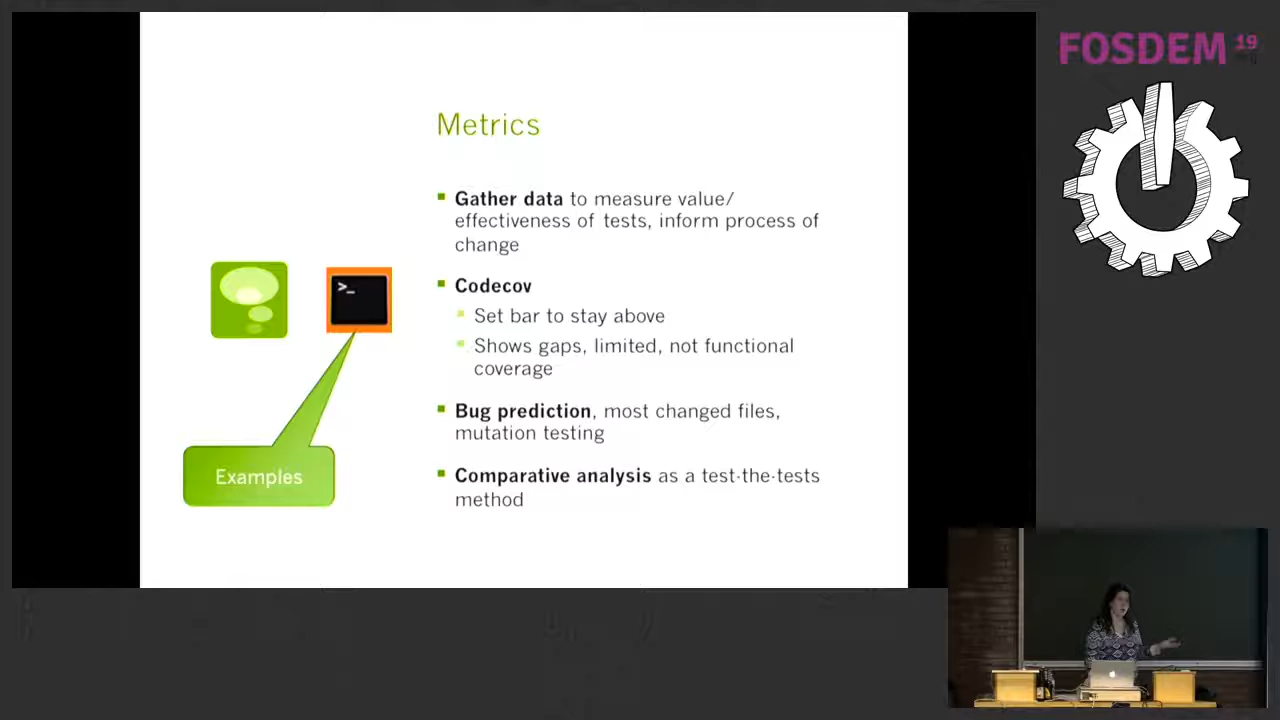 FOSDEM 19
Metrics
Gather data to measure value/
effectiveness of tests, inform process of
change
Codecov
Set bar to stay above
Shows gaps, limited, not functional
coverage
Bug prediction, most changed files,
mutation testing
Comparative analysis as a test-the-tests
method
>_
Examples